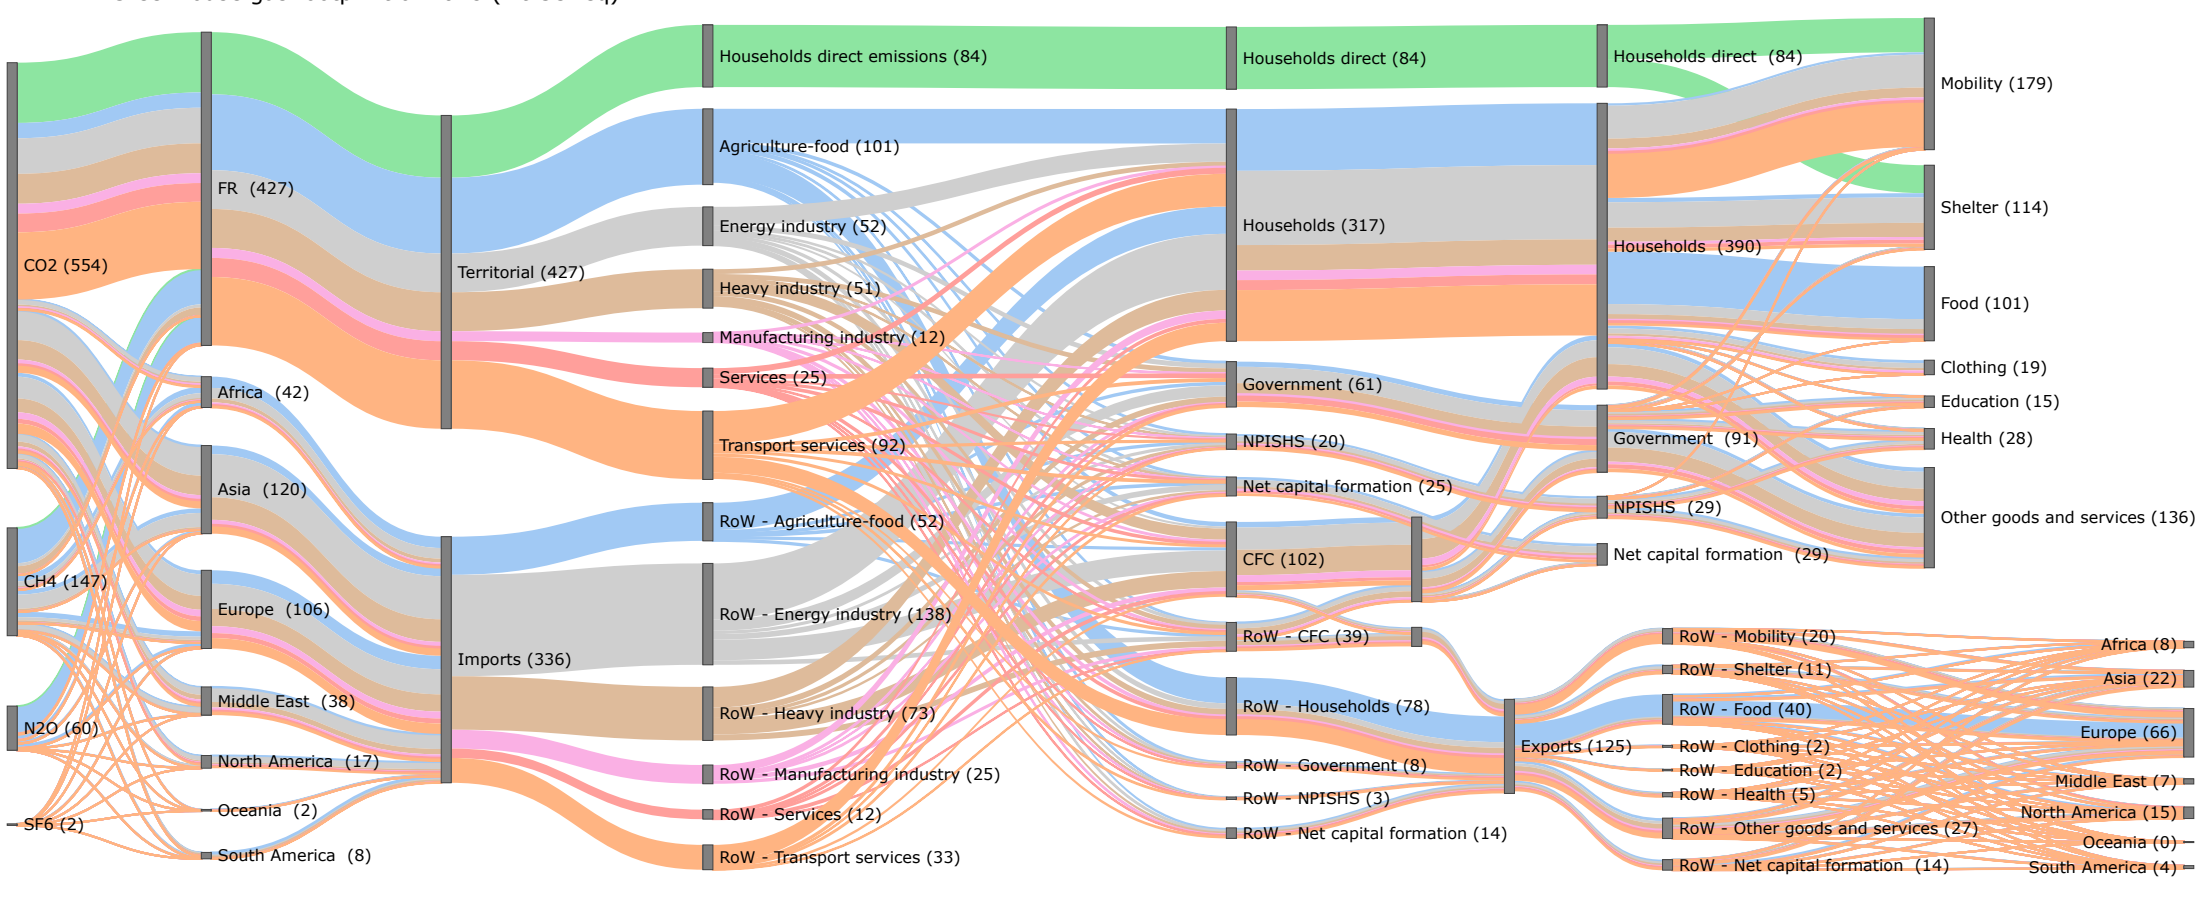 CO2 (554)
CH4 (147)
N2O (60)
SF6 (2)
FR (427)
Africa (42)
Asia (120)
Europe (106)
Middle East (38)
North America (17)
Oceania (2)
South America (8)
Territorial (427)
Imports (336)
Households direct emissions (84)
Agriculture-food (101)
Energy industry (52)
Heavy industry (51)
Manufacturing industry (12)
Services (25)
Transport services (92)
RoW - Agriculture-food (52)
RoW - Energy industry (138)
RoW - Heavy industry (73)
RoW - Manufacturing industry (25)
RoW - Services (12)
RoW - Transport services (33)
Households direct (84)
Households (317)
Government (61)
NPISHS (20)
Net capital formation (25)
CFC (102)
RoW - CFC (39)
RoW - Households (78)
RoW - Government (8)
RoW - NPISHS (3)
RoW - Net capital formation (14)
Exports (125)
Households direct (84)
Households (390)
Government (91)
NPISHS (29)
Net capital formation (29)
RoW - Mobility (20)
RoW - Shelter (11)
RoW - Food (40)
RoW - Clothing (2)
RoW - Education (2)
RoW - Health (5)
RoW - Other goods and services (27)
RoW - Net capital formation (14)
Mobility (179)
Shelter (114)
Food (101)
Clothing (19)
Education (15)
Health (28)
Other goods and services (136)
Africa (8)
Asia (22)
Europe (66)
Middle East (7)
North America (15)
Oceania (0)
South America (4)